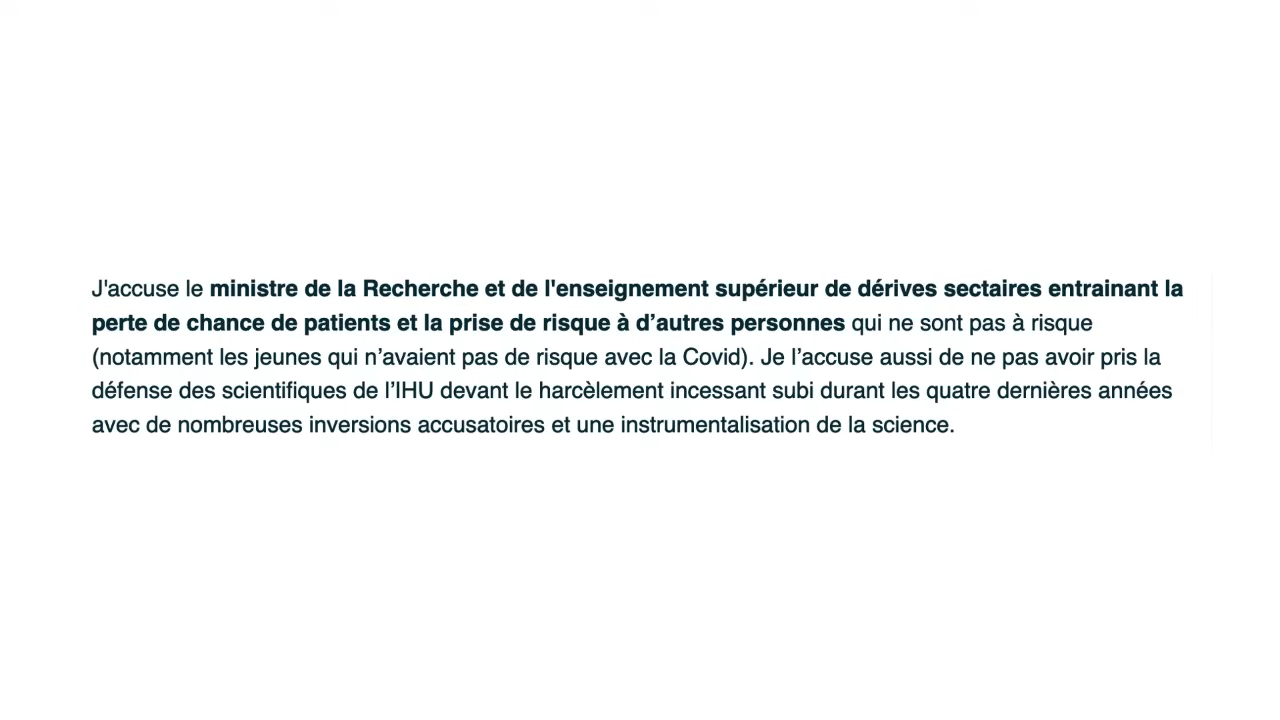 J'accuse le ministre de la Recherche et de l'enseignement supérieur de dérives sectaires entrainant la
perte de chance de patients et la prise de risque à d’autres personnes qui ne sont pas à risque
(notamment les jeunes qui n’avaient pas de risque avec la Covid). Je l’accuse aussi de ne pas avoir pris la
défense des scientifiques de l’IHU devant le harcèlement incessant subi durant les quatre dernières années
avec de nombreuses inversions accusatoires et une instrumentalisation de la science.